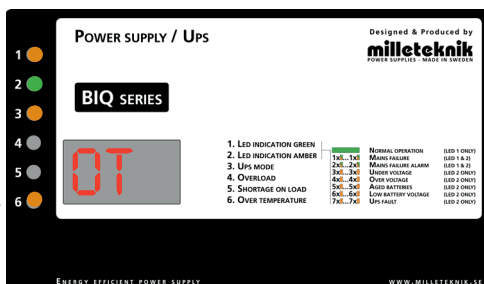 POWER SUPPLY / UPS
Designed & Produced by
milleteknik
POWER SUPPLIES - MADE IN SWEDEN
BIQ SERIES
1
2
3
4
5
6
OT
1. LED INDICATION GREEN
2. LED INDICATION AMBER
3. UPS MODE
4. OVERLOAD
5. SHORTAGE ON LOAD
6. OVER TEMPERATURE
NORMAL OPERATION (LED 1 ONLY)
1x...1x MAINS FAILURE (LED 1 & 2)
2x...2x MAINS FAILURE ALARM (LED 1 & 2)
3x...3x UNDER VOLTAGE (LED 2 ONLY)
4x...4x OVER VOLTAGE (LED 2 ONLY)
5x...5x AGED BATTERIES (LED 2 ONLY)
6x...6x LOW BATTERY VOLTAGE (LED 2 ONLY)
7x...7x UPS FAULT (LED 2 ONLY)
ENERGY EFFICIENT POWER SUPPLY
WWW.MILLETEKNIK.SE